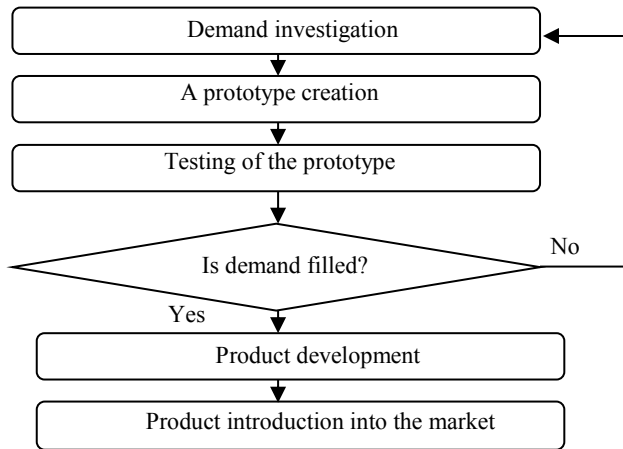 Demand investigation
A prototype creation
Testing of the prototype
Is demand filled?
No
Yes
Product development
Product introduction into the market